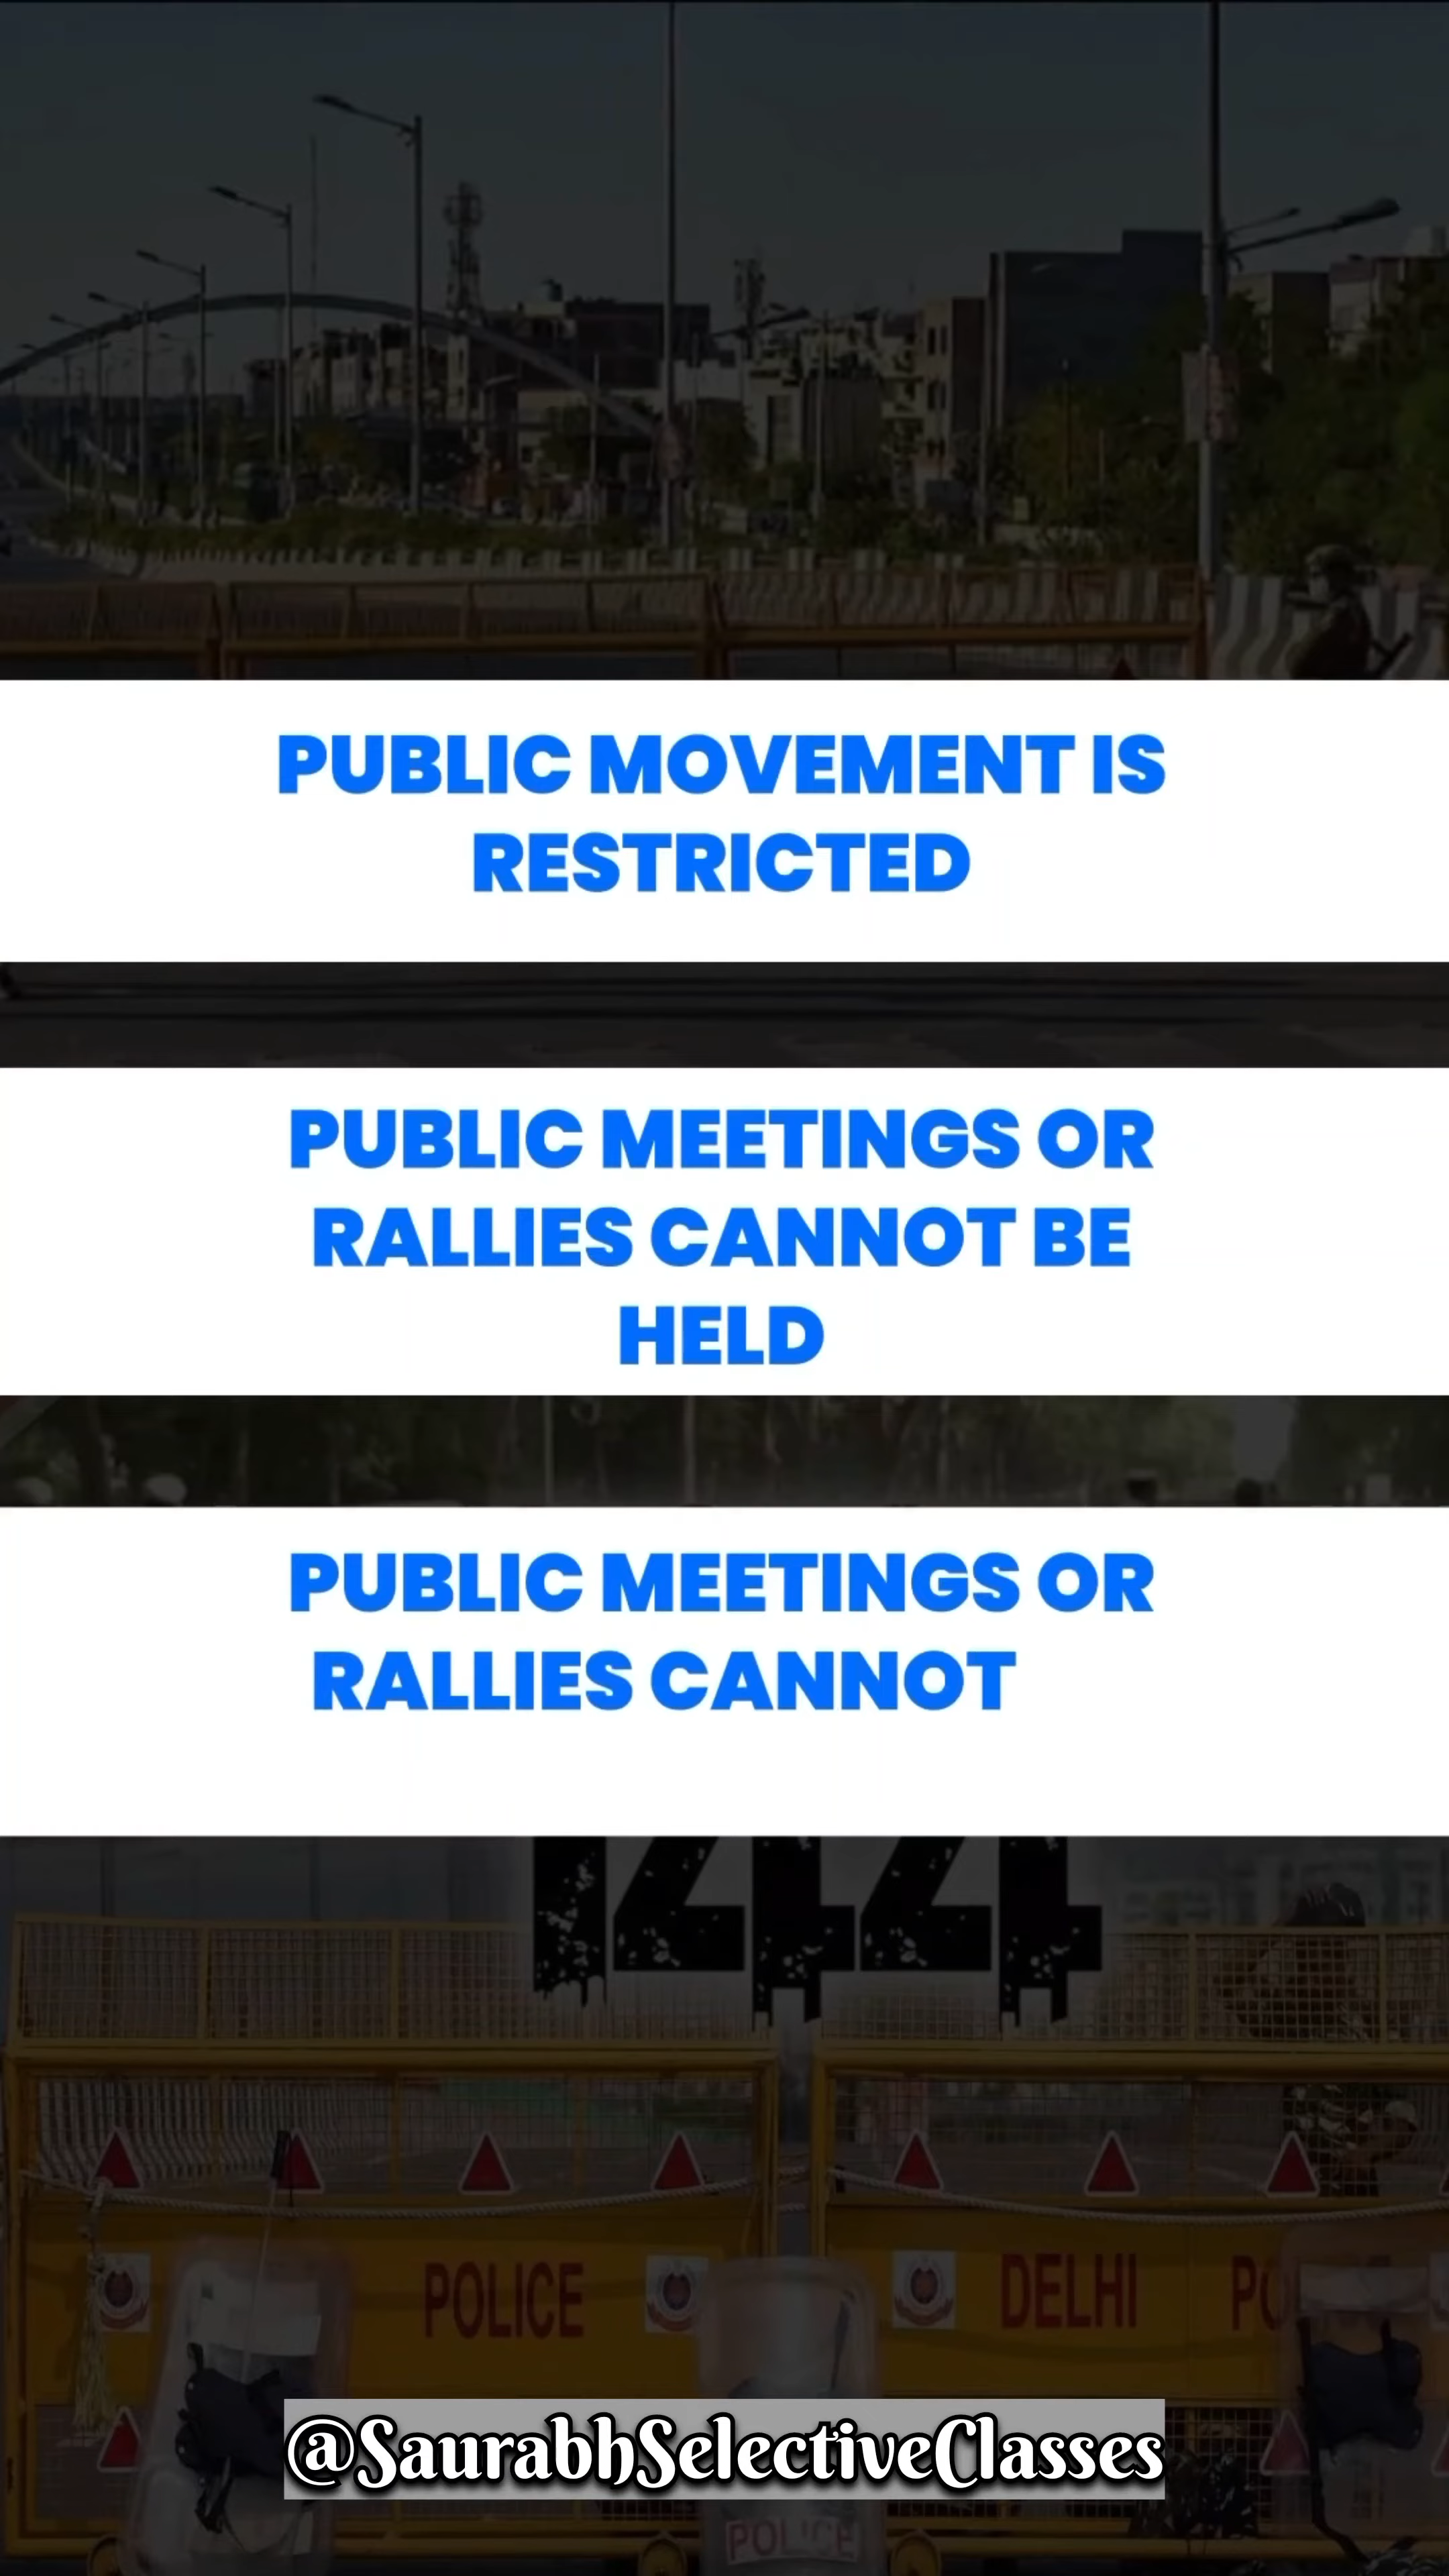 PUBLIC MOVEMENT IS
RESTRICTED
PUBLIC MEETINGS OR
RALLIES CANNOT BE
HELD
PUBLIC MEETINGS OR
RALLIES CANNOT
144
POLICE
DELHI
@SaurabhSelectiveClasses
POLICE